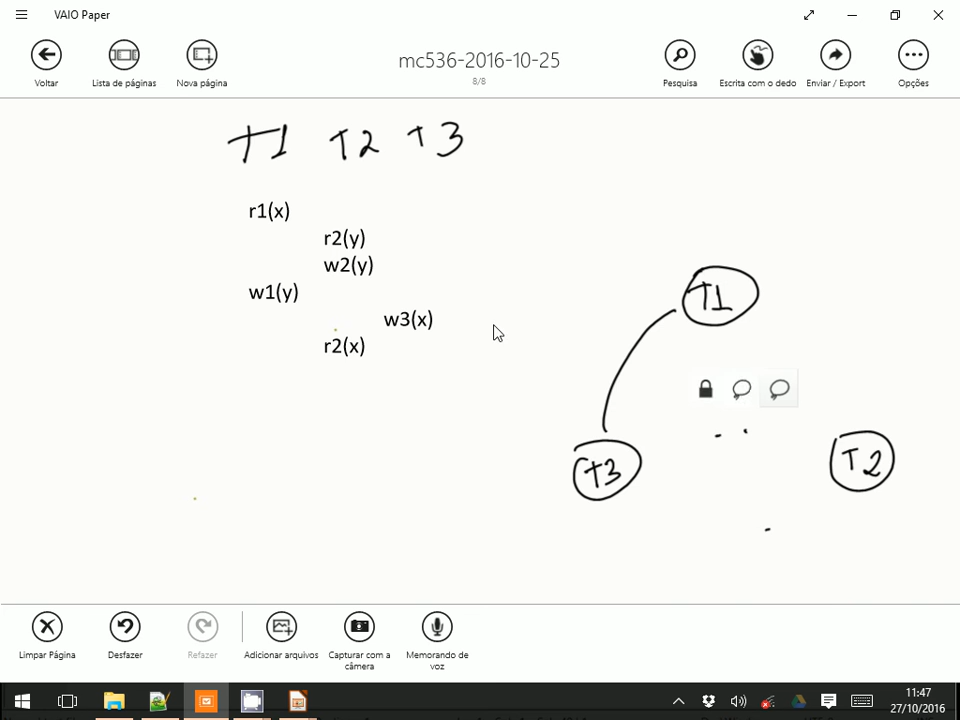 VAIO Paper
mc536-2016-10-25
8/8
Voltar
Lista de páginas
Nova página
Pesquisa
Escrita com o dedo
Enviar / Export
Opções
T1 T2 T3
r1(x)
r2(y)
w2(y)
w1(y)
w3(x)
r2(x)
T1
T3
T2
Limpar Página
Desfazer
Refazer
Adicionar arquivos
Capturar com a
câmera
Memorando de
voz
11:47
27/10/2016